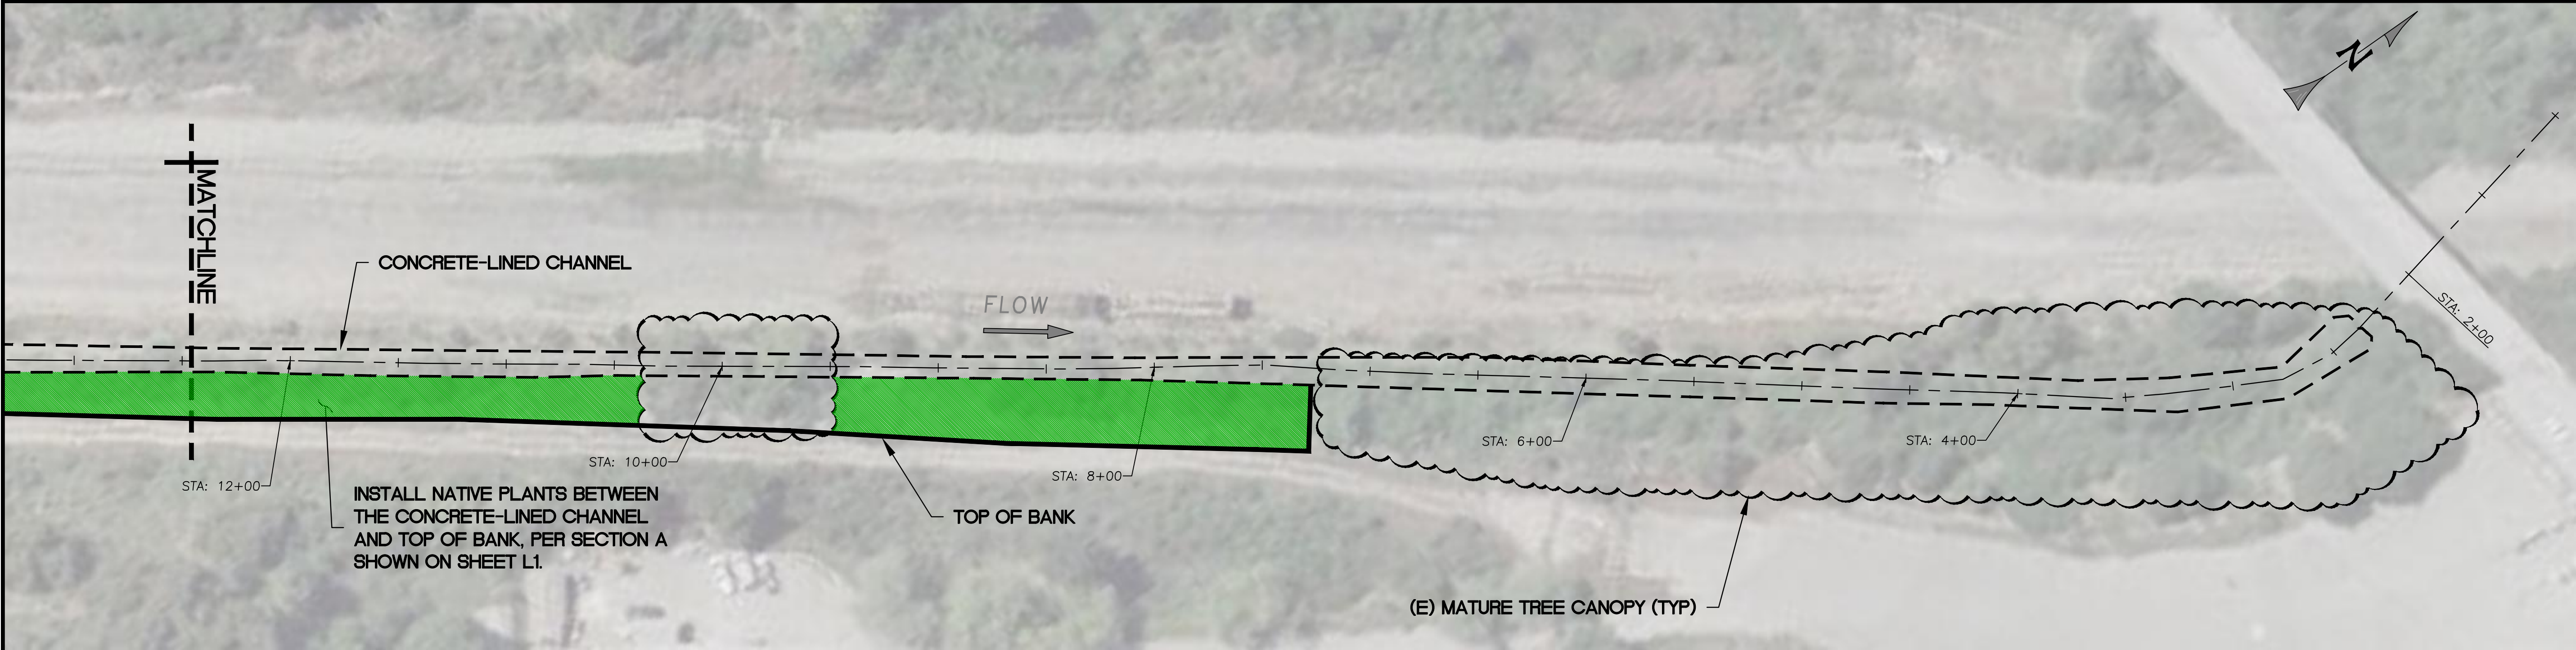 N
MATCHLINE
CONCRETE-LINED CHANNEL
FLOW
STA: 2+00
STA: 12+00
STA: 10+00
STA: 8+00
STA: 6+00
STA: 4+00
INSTALL NATIVE PLANTS BETWEEN
THE CONCRETE-LINED CHANNEL
AND TOP OF BANK, PER SECTION A
SHOWN ON SHEET L1.
TOP OF BANK
(E) MATURE TREE CANOPY (TYP)